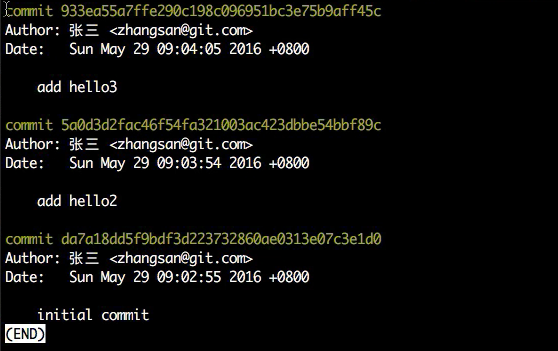 commit 933ea55a7ffe290c198c096951bc3e75b9aff45c
Author: 张三 <zhangsan@git.com>
Date:   Sun May 29 09:04:05 2016 +0800
    add hello3
commit 5a0d3d2fac46f54fa321003ac423dbbe54bbf89c
Author: 张三 <zhangsan@git.com>
Date:   Sun May 29 09:03:54 2016 +0800
    add hello2
commit da7a18dd5f9bdf3d223732860ae0313e07c3e1d0
Author: 张三 <zhangsan@git.com>
Date:   Sun May 29 09:02:55 2016 +0800
    initial commit
(END)